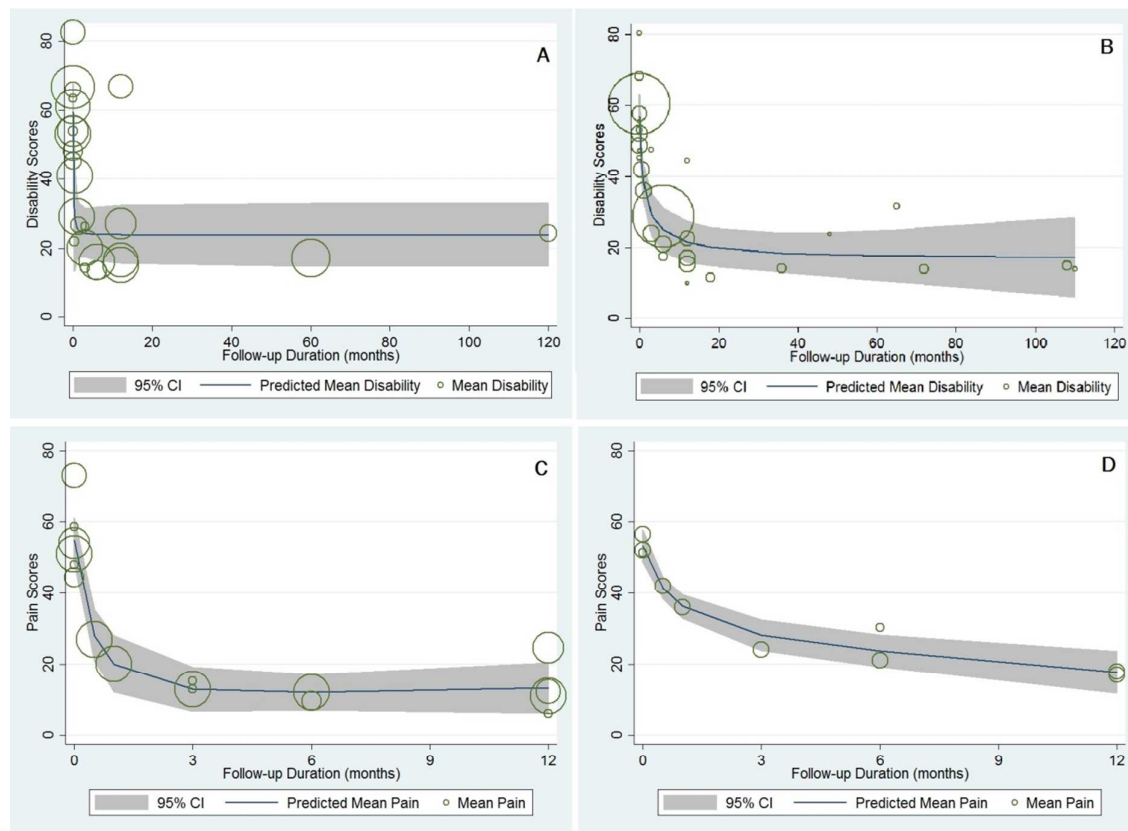 A
Disability Scores
80
60
40
20
0
0 20 40 60 80 100 120
Follow-up Duration (months)
95% CI Predicted Mean Disability Mean Disability
B
Disability Scores
80
60
40
20
0
0 20 40 60 80 100 120
Follow-up Duration (months)
95% CI Predicted Mean Disability Mean Disability
C
Pain Scores
80
60
40
20
0
0 3 6 9 12
Follow-up Duration (months)
95% CI Predicted Mean Pain Mean Pain
D
Pain Scores
80
60
40
20
0
0 3 6 9 12
Follow-up Duration (months)
95% CI Predicted Mean Pain Mean Pain